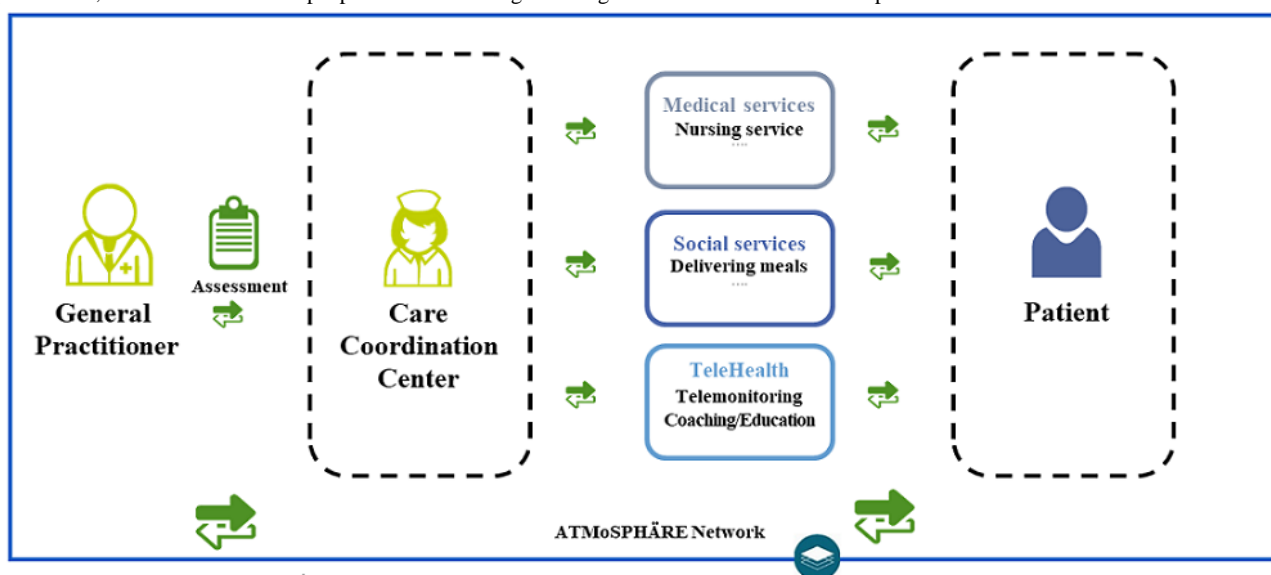 Medical services
Nursing service
....
Social services
Delivering meals
....
TeleHealth
Telemonitoring
Coaching/Education
Assessment
General
Practitioner
Care
Coordination
Center
Patient
ATMoSPHÄRE Network